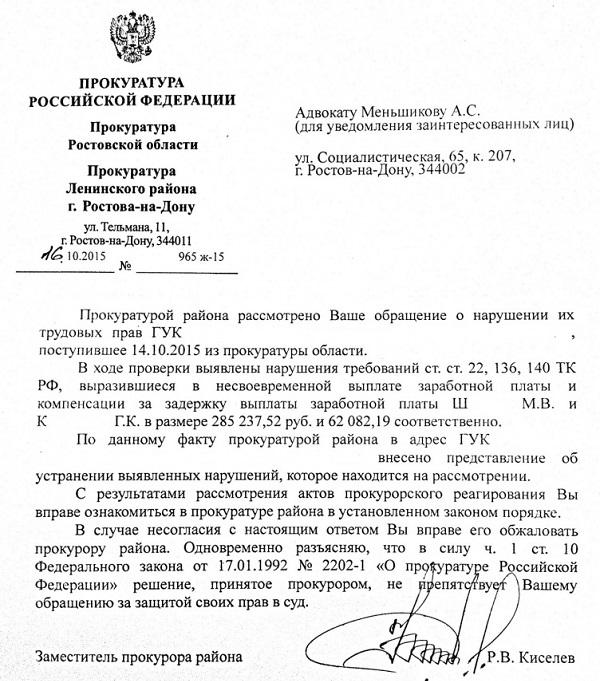 ПРОКУРАТУРА
РОССИЙСКОЙ ФЕДЕРАЦИИ
Прокуратура
Ростовской области
Прокуратура
Ленинского района
г. Ростова-на-Дону
ул. Тельмана, 11,
г. Ростов-на-Дону, 344011
16.10.2015 № 965 ж-15
Адвокату Меньшикову А.С.
(для уведомления заинтересованных лиц)
ул. Социалистическая, 65, к. 207,
г. Ростов-на-Дону, 344002
Прокуратурой района рассмотрено Ваше обращение о нарушении их
трудовых прав ГУК ,
поступившее 14.10.2015 из прокуратуры области.
В ходе проверки выявлены нарушения требований ст. ст. 22, 136, 140 ТК
РФ, выразившиеся в несвоевременной выплате заработной платы и
компенсации за задержку выплаты заработной платы Ш М.В. и
К Г.К. в размере 285 237,52 руб. и 62 082,19 соответственно.
По данному факту прокуратурой района в адрес ГУК
внесено представление об
устранении выявленных нарушений, которое находится на рассмотрении.
С результатами рассмотрения актов прокурорского реагирования Вы
вправе ознакомиться в прокуратуре района в установленном законом порядке.
В случае несогласия с настоящим ответом Вы вправе его обжаловать
прокурору района. Одновременно разъясняю, что в силу ч. 1 ст. 10
Федерального закона от 17.01.1992 № 2202-1 «О прокуратуре Российской
Федерации» решение, принятое прокурором, не препятствует Вашему
обращению за защитой своих прав в суд.
Заместитель прокурора района Р.В. Киселев